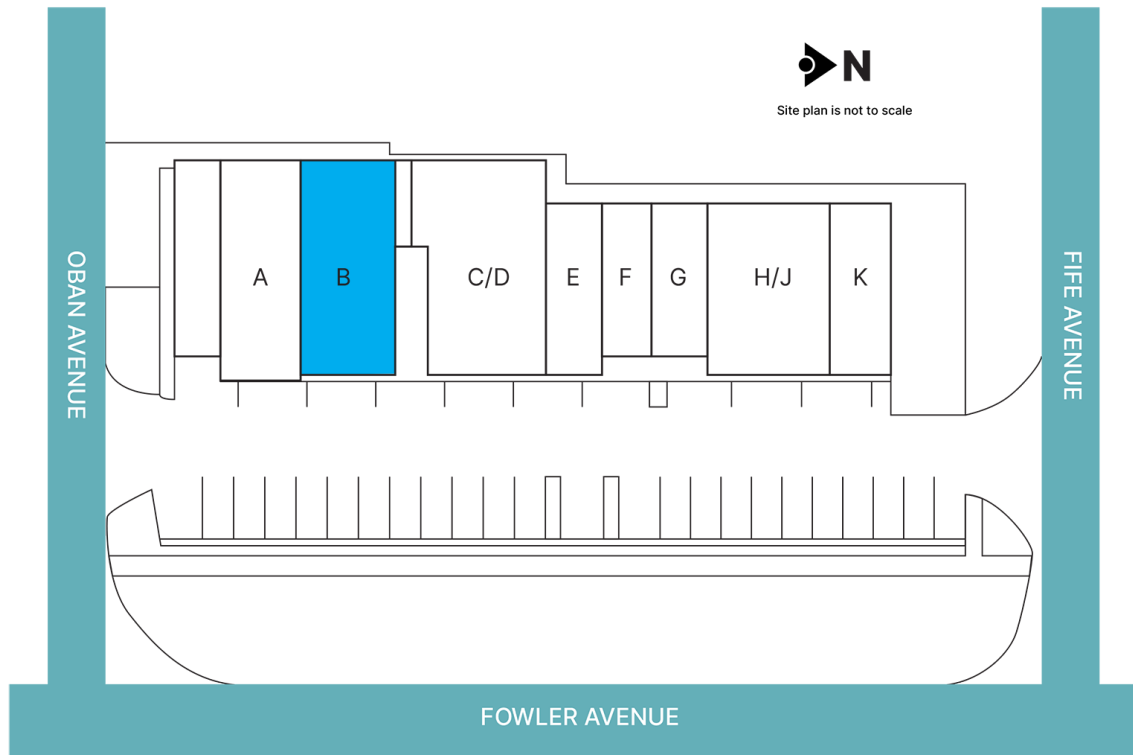 N
Site plan is not to scale
OBAN AVENUE
A
B
C/D
E
F
G
H/J
K
FIFE AVENUE
FOWLER AVENUE